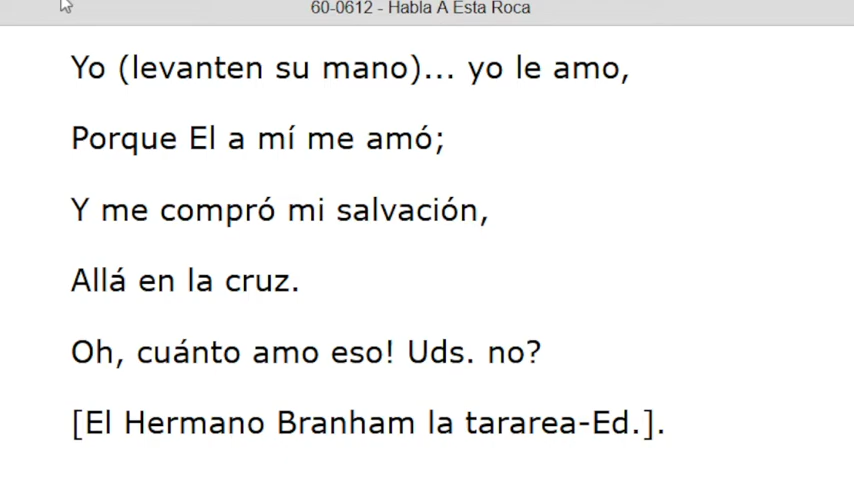 60-0612 - Habla A Esta Roca
Yo (levanten su mano)... yo le amo,
Porque El a mí me amó;
Y me compró mi salvación,
Allá en la cruz.
Oh, cuánto amo eso! Uds. no?
[El Hermano Branham la tararea-Ed.].